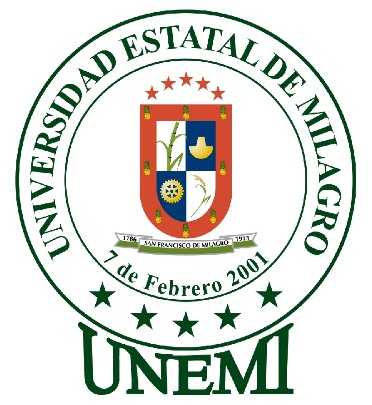 UNIVERSIDAD ESTATAL DE MILAGRO
1786 SAN FRANCISCO DE MILAGRO 1913
7 de Febrero 2001
UNEMI